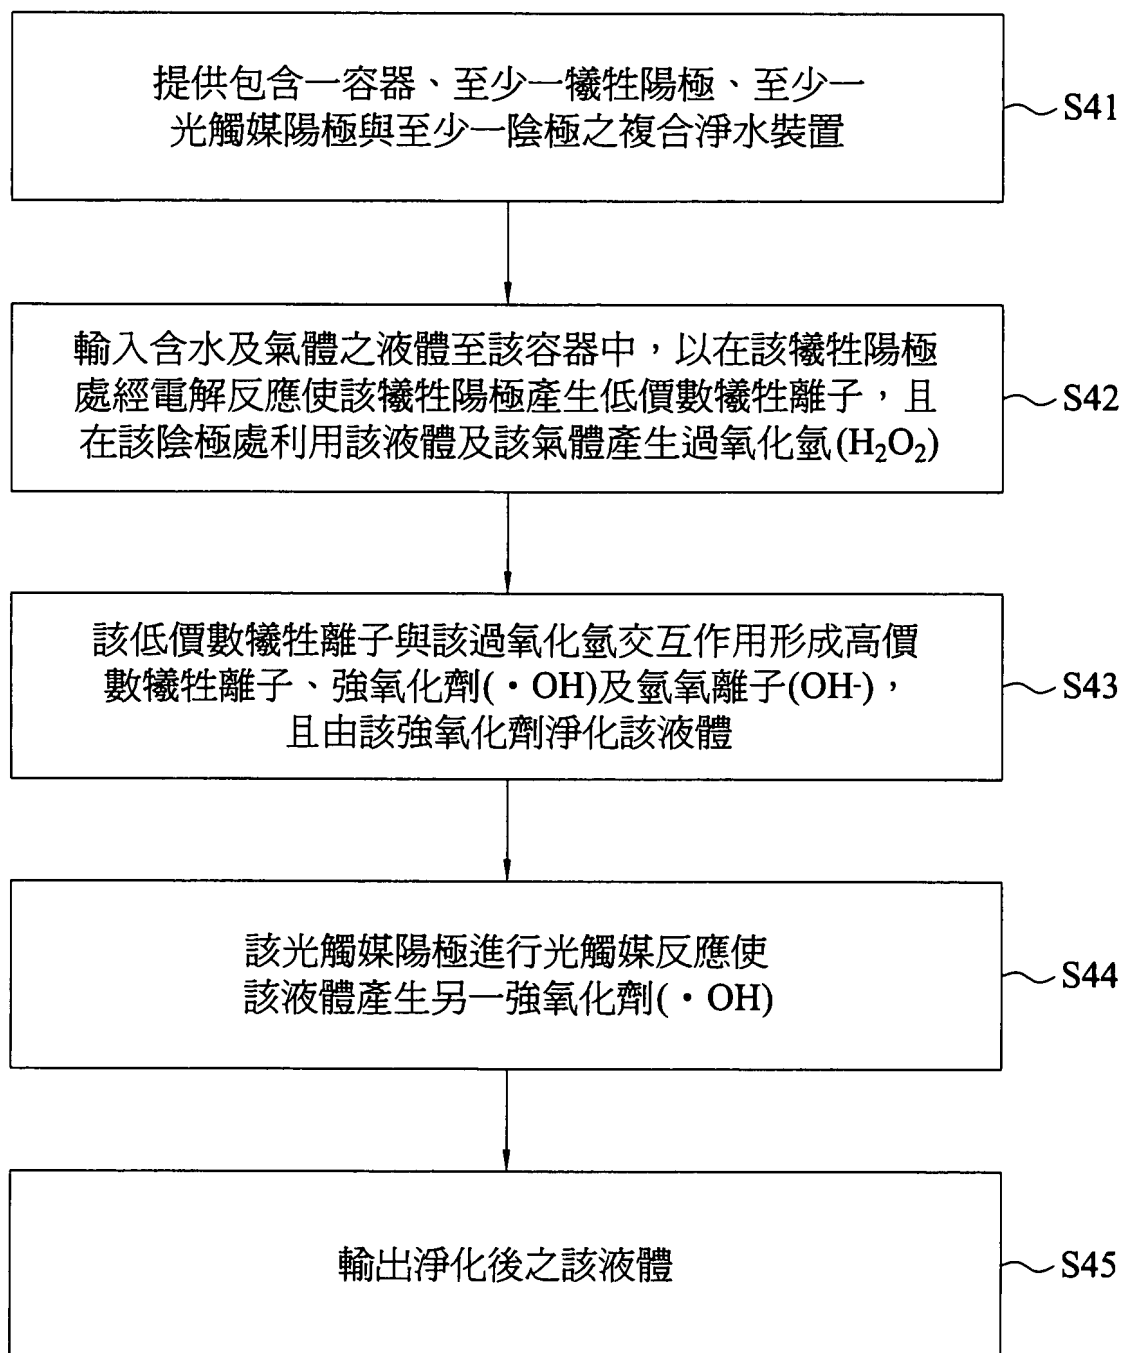 提供包含一容器、至少一犧牲陽極、至少一
光觸媒陽極與至少一陰極之複合淨水裝置
S41
輸入含水及氣體之液體至該容器中，以在該犧牲陽極
處經電解反應使該犧牲陽極產生低價數犧牲離子，且
在該陰極處利用該液體及該氣體產生過氧化氫(H₂O₂)
S42
該低價數犧牲離子與該過氧化氫交互作用形成高價
數犧牲離子、強氧化劑(・OH)及氫氧離子(OH-)，
且由該強氧化劑淨化該液體
S43
該光觸媒陽極進行光觸媒反應使
該液體產生另一強氧化劑(・OH)
S44
輸出淨化後之該液體
S45